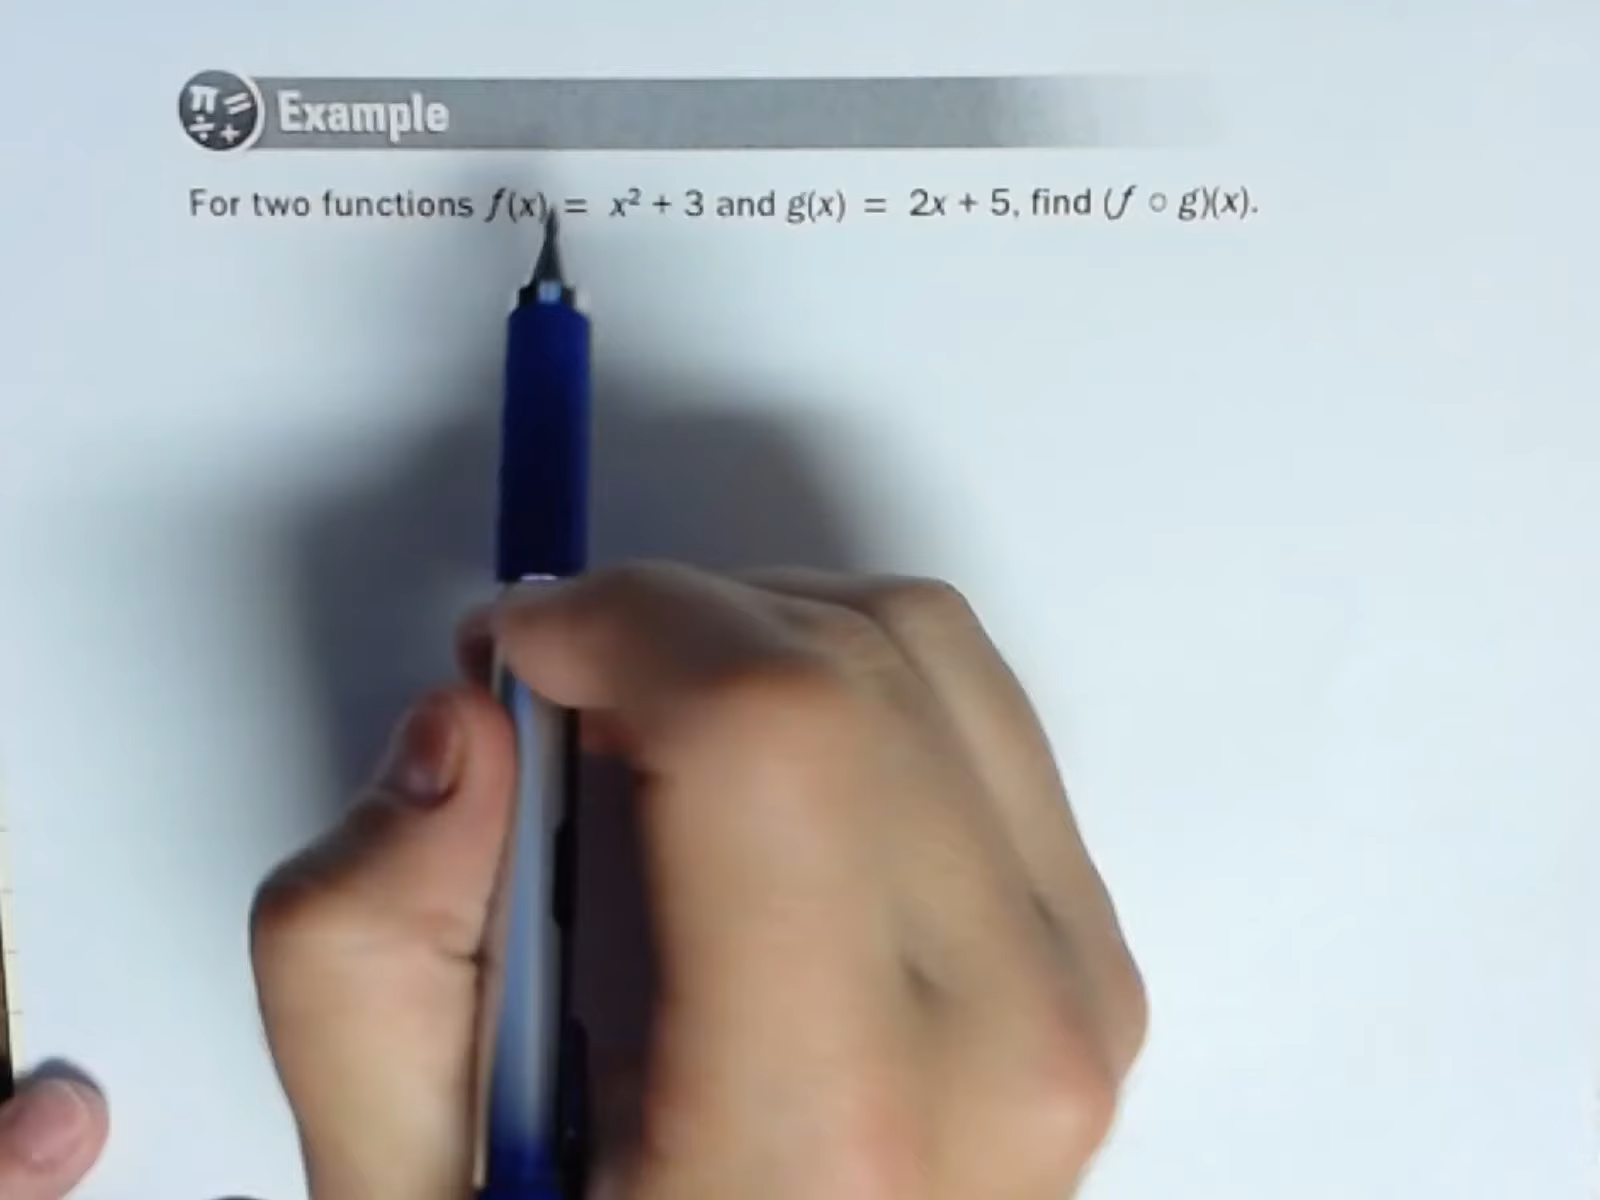 Example
For two functions f(x) = x² + 3 and g(x) = 2x + 5, find (f ∘ g)(x).